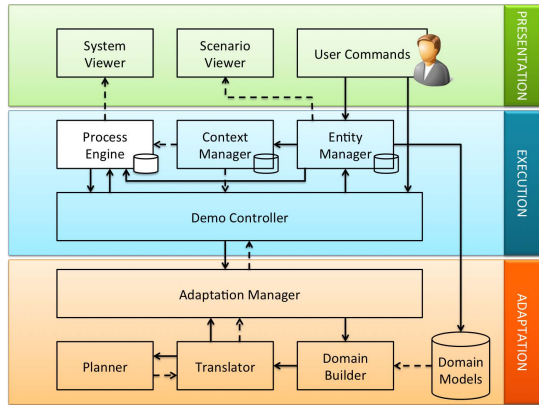 System
Viewer
Scenario
Viewer
User Commands
PRESENTATION
Process
Engine
Context
Manager
Entity
Manager
Demo Controller
EXECUTION
Adaptation Manager
Planner
Translator
Domain
Builder
Domain
Models
ADAPTATION